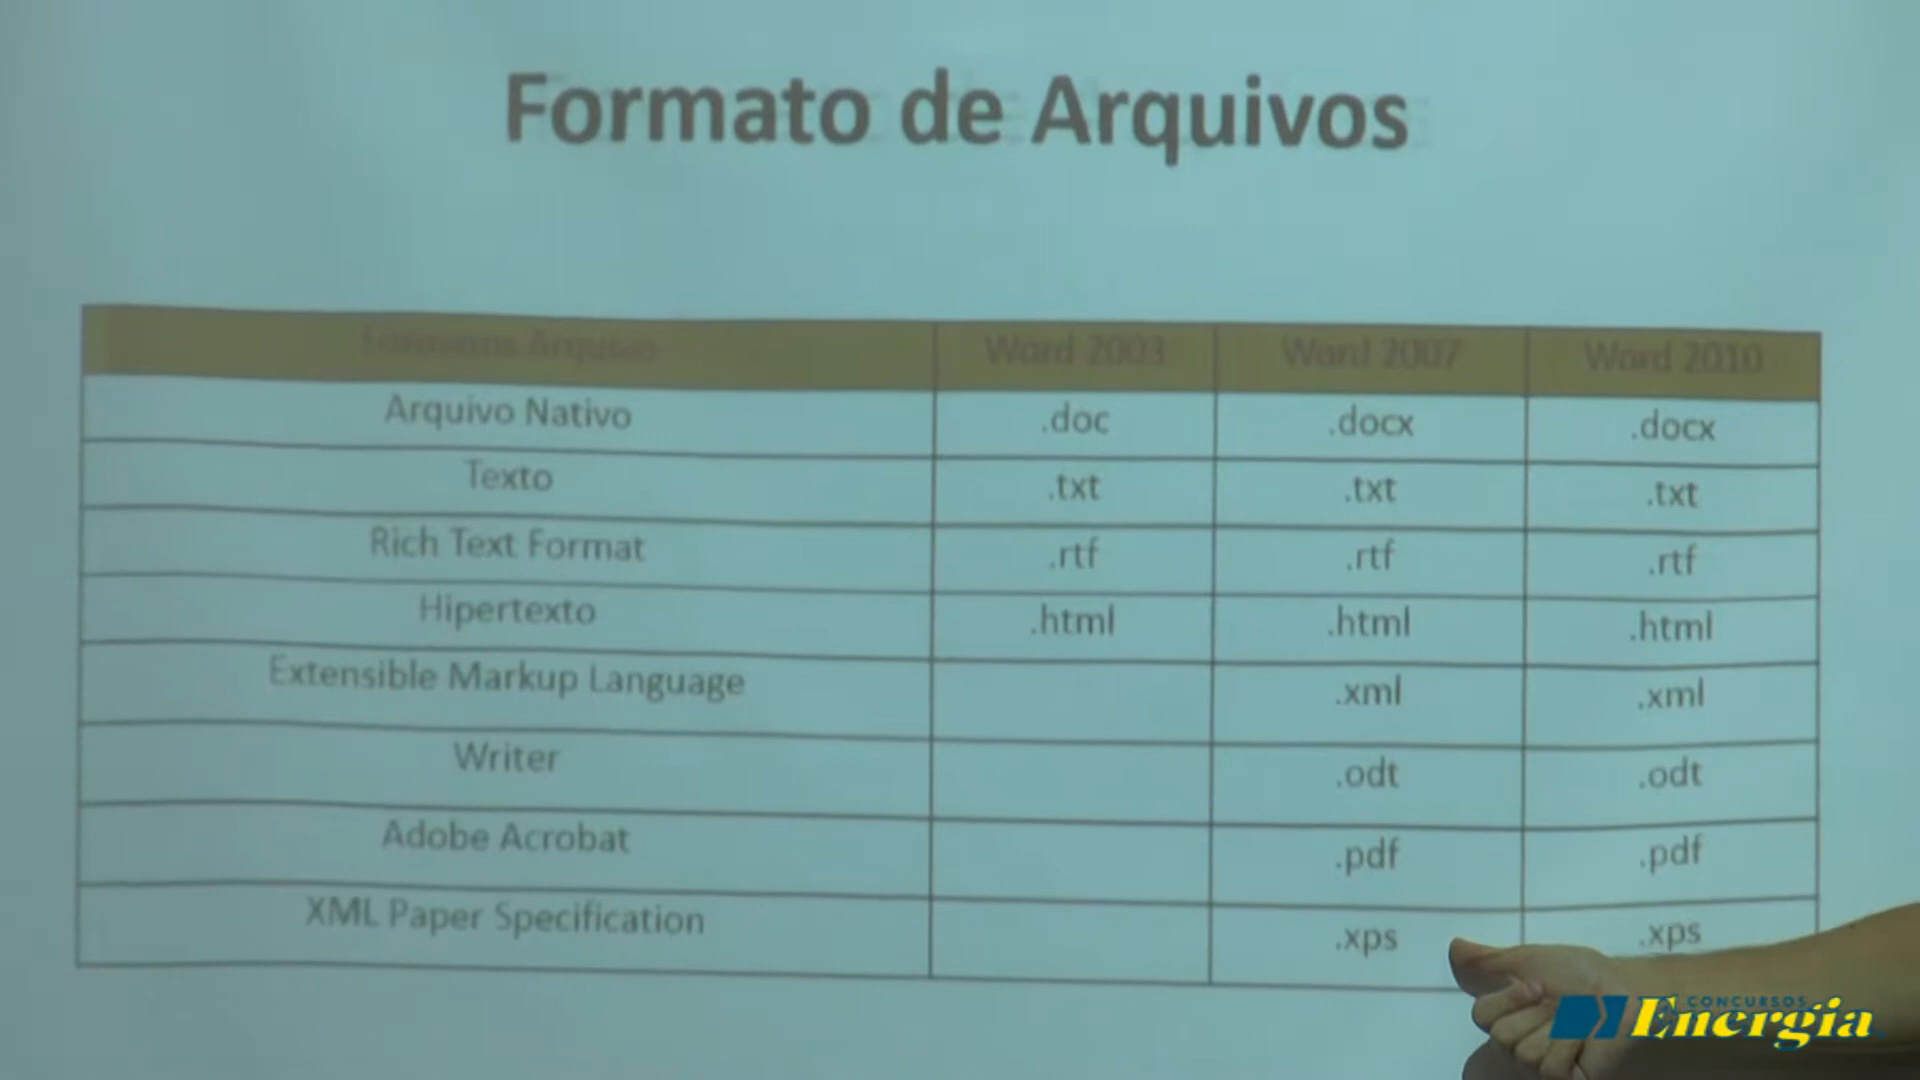 Formato de Arquivos
Arquivo Word 2003 Word 2007 Word 2010
Arquivo Nativo .doc .docx .docx
Texto .txt .txt .txt
Rich Text Format .rtf .rtf .rtf
Hipertexto .html .html .html
Extensible Markup Language .xml .xml
Writer .odt .odt
Adobe Acrobat .pdf .pdf
XML Paper Specification .xps .xps
CONCURSOS
Energia